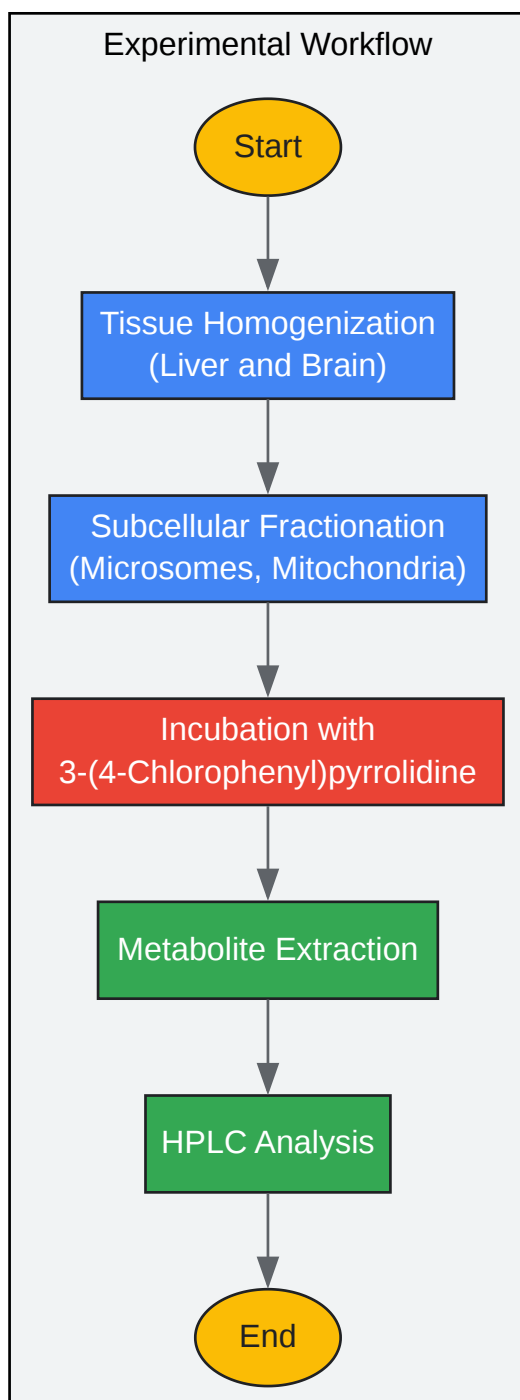 Experimental Workflow
Start
Tissue Homogenization
(Liver and Brain)
Subcellular Fractionation
(Microsomes, Mitochondria)
Incubation with
3-(4-Chlorophenyl)pyrrolidine
Metabolite Extraction
HPLC Analysis
End